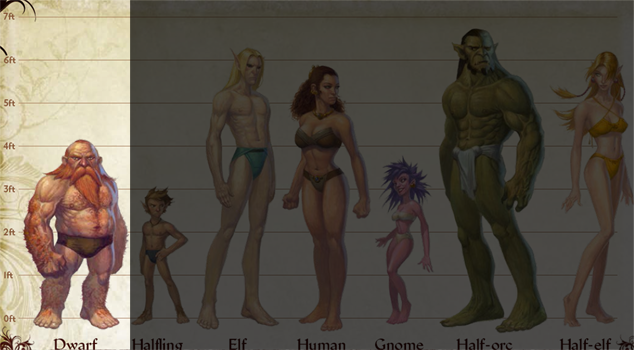 7ft
6ft
5ft
4ft
3ft
2ft
1ft
0ft
Dwarf Halfling Elf Human Gnome Half-orc Half-elf